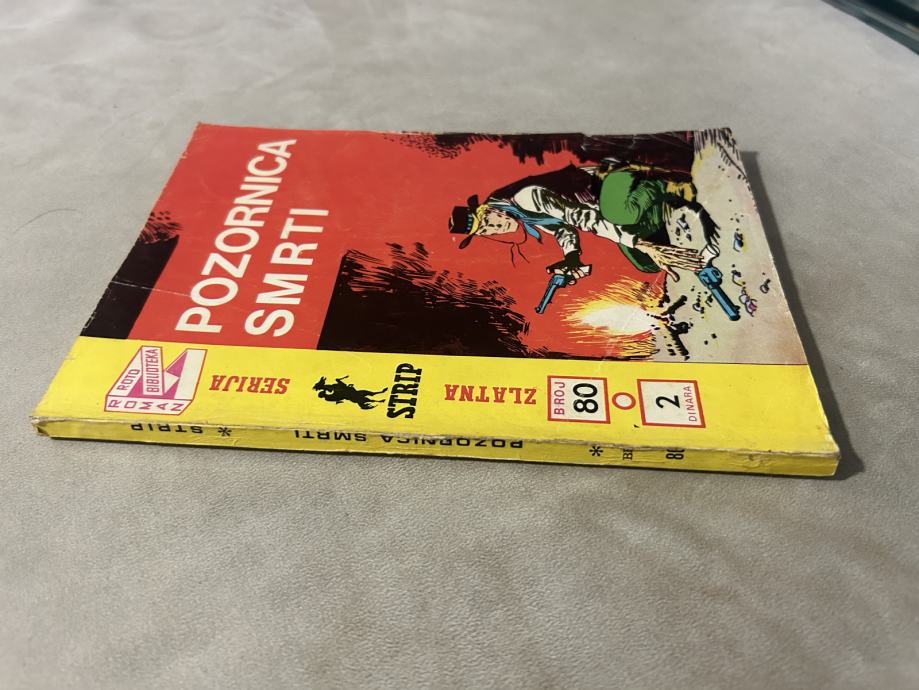 POZORNICA
SMRTI
ROTO
BIBLIOTEKA
ROMAN
SERIJA
STRIP
ZLATNA
BROJ
80
2
DINARA
STRIP * POZORNICA SMRTI *